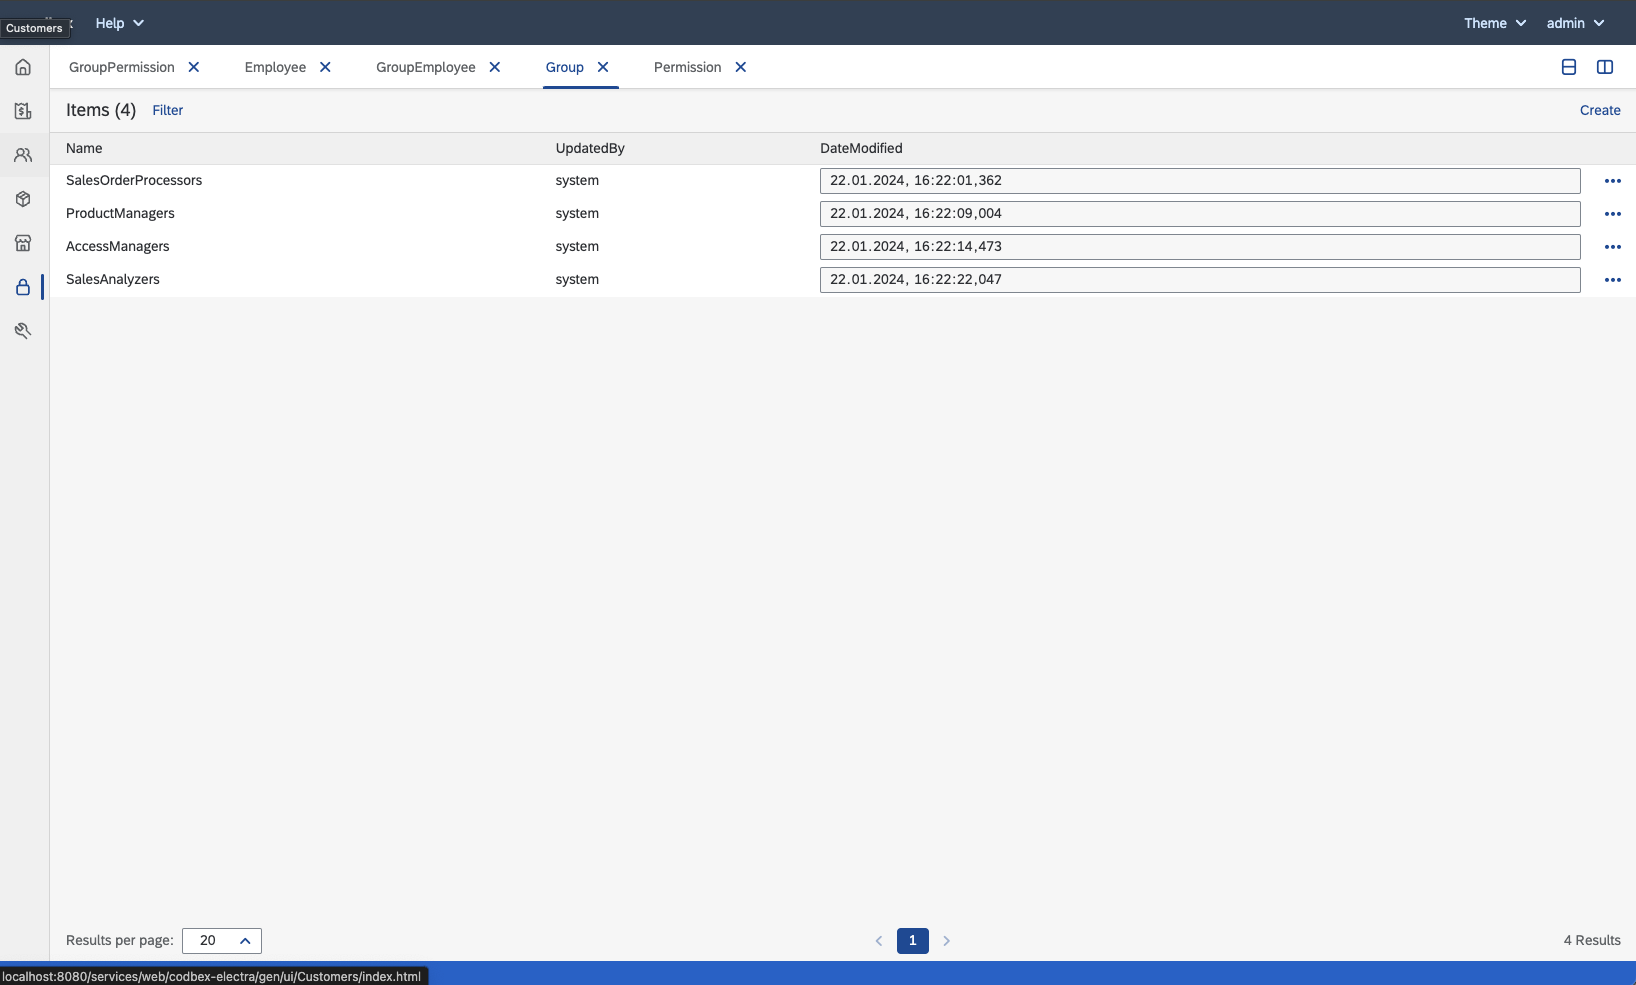 Customers
Help
Theme
admin
GroupPermission
Employee
GroupEmployee
Group
Permission
Items (4) Filter
Create
Name UpdatedBy DateModified
SalesOrderProcessors system 22.01.2024, 16:22:01,362
ProductManagers system 22.01.2024, 16:22:09,004
AccessManagers system 22.01.2024, 16:22:14,473
SalesAnalyzers system 22.01.2024, 16:22:22,047
Results per page: 20
1
4 Results
localhost:8080/services/web/codbex-electra/gen/ui/Customers/index.html